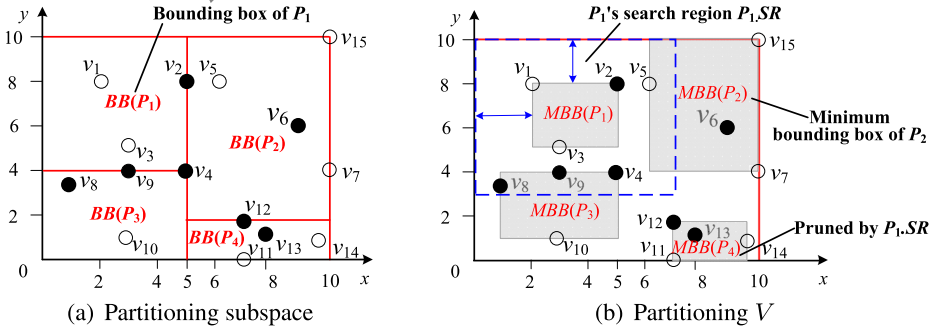 Bounding box of P1
y
10
8
6
4
2
0
2
4
6
8
10
x
v1
v2
v5
v15
BB(P1)
v6
BB(P2)
v3
v8
v9
v4
v7
BB(P3)
v12
BB(P4)
v10
v11
v13
v14
(a) Partitioning subspace
P1's search region P1.SR
y
10
8
6
4
2
0
2
4
6
8
10
x
v1
v2
v5
v15
MBB(P1)
MBB(P2)
v6
Minimum
bounding box of P2
v3
v8
v9
v4
v7
MBB(P3)
v12
v13
Pruned by P1.SR
v10
v11
MBB(P4)
v14
(b) Partitioning V